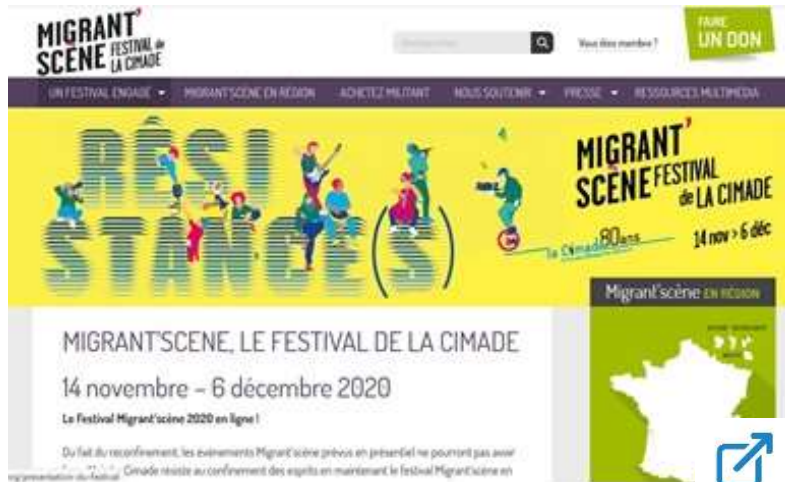 MIGRANT'
SCÈNE FESTIVAL de
LA CIMADE
Vous êtes membre ?
FAIRE
UN DON
UN FESTIVAL ENGAGÉ
MIGRANT'SCÈNE EN RÉGION
ACHETEZ MILITANT
NOUS SOUTENIR
PRESSE
RESSOURCES MULTIMÉDIA
RÉSI
STANCE(S)
MIGRANT'
SCÈNE FESTIVAL
de LA CIMADE
la Cimade 80 ans
14 nov > 6 déc
Migrant'scène EN RÉGION
MIGRANT'SCENE, LE FESTIVAL DE LA CIMADE
14 novembre – 6 décembre 2020
Le Festival Migrant'scène 2020 en ligne !
Du fait du reconfinement, les événements Migrant'scène prévus en présentiel ne pourront pas avoir
Cimade résiste au confinement des esprits en maintenant le festival Migrant'scène en